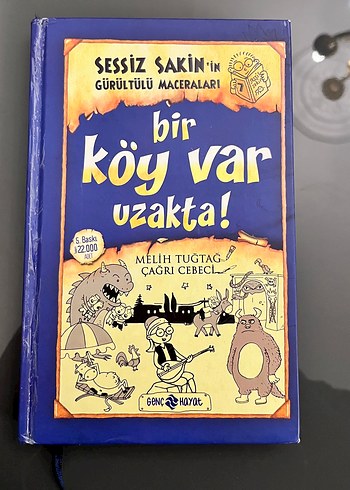 SESSİZ SAKİN'in
GÜRÜLTÜLÜ MACERALARI
bir
köy var
uzakta!
5. Baskı
22.000
ADET
MELİH TUĞTAĞ
ÇAĞRI CEBECİ
GENÇ HAYAT